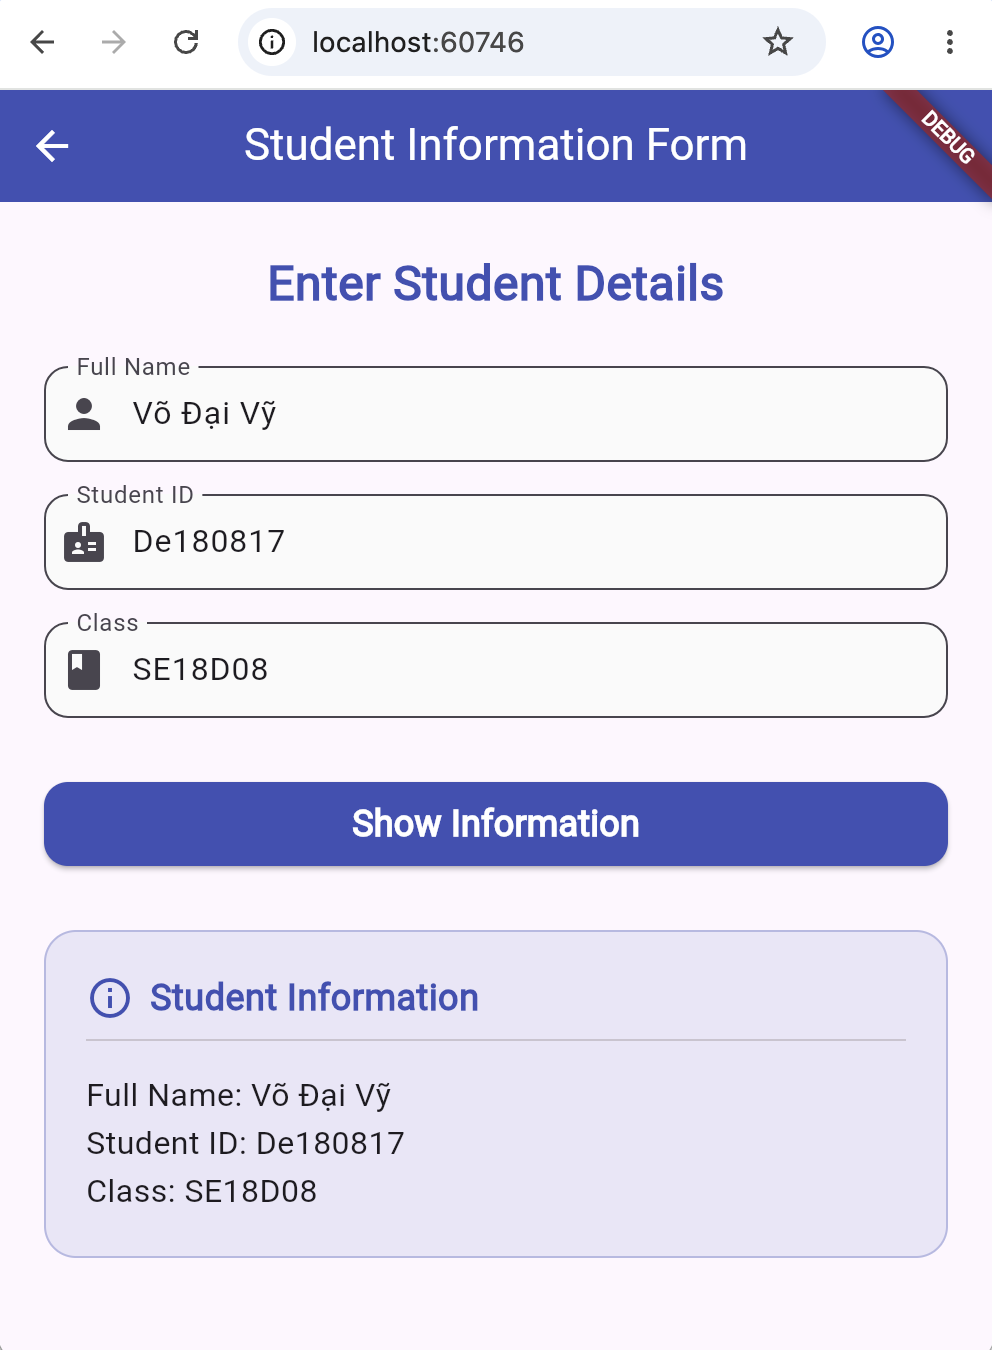 localhost:60746
Student Information Form
DEBUG
Enter Student Details
Full Name
Võ Đại Vỹ
Student ID
De180817
Class
SE18D08
Show Information
Student Information
Full Name: Võ Đại Vỹ
Student ID: De180817
Class: SE18D08